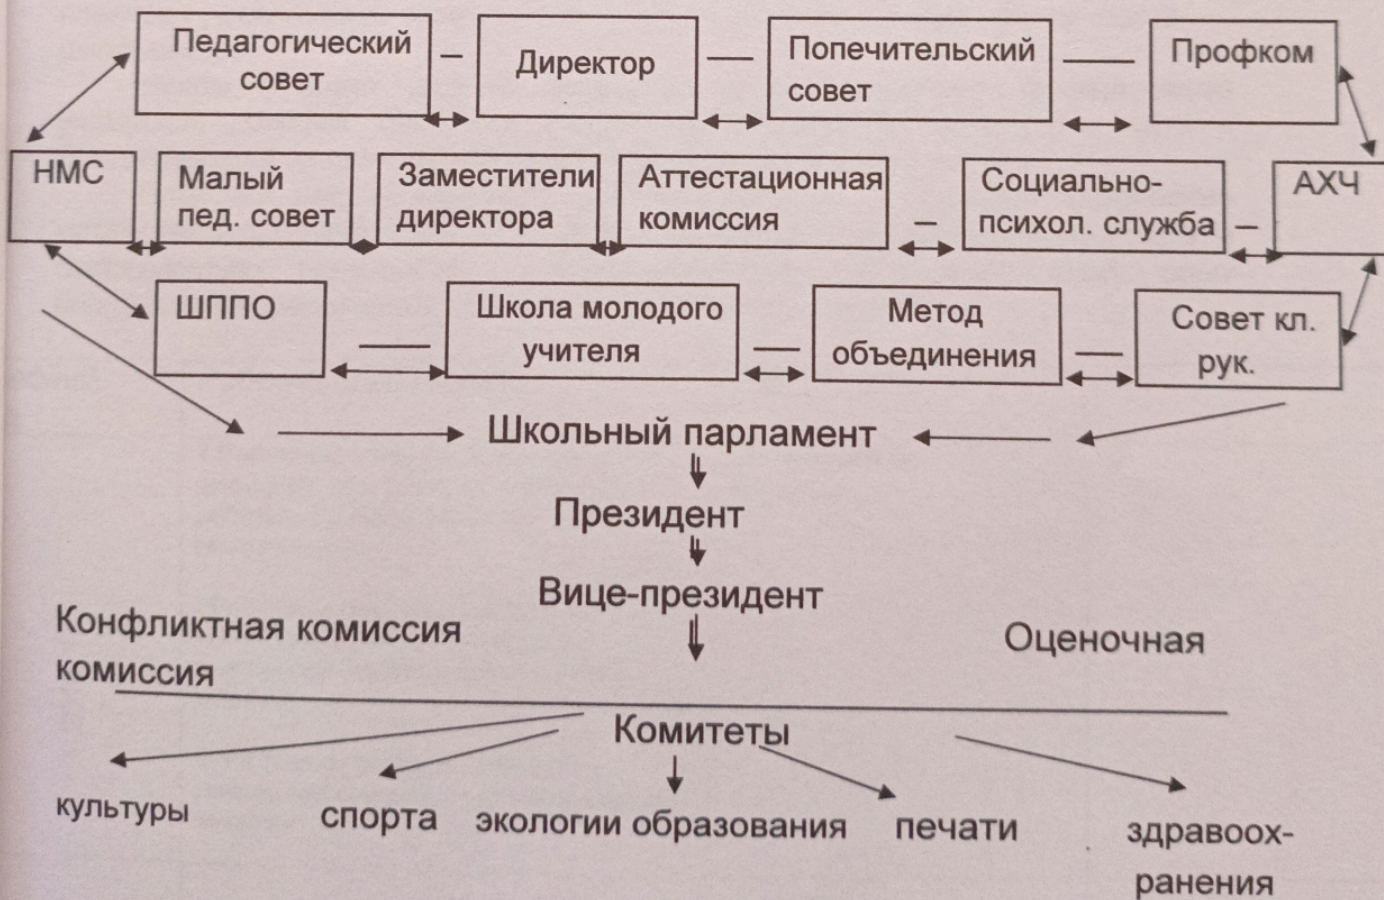 Педагогический
совет
Директор
Попечительский
совет
Профком
НМС
Малый
пед. совет
Заместители
директора
Аттестационная
комиссия
Социально-
психол. служба
АХЧ
ШППО
Школа молодого
учителя
Метод
объединения
Совет кл.
рук.
Школьный парламент
Президент
Вице-президент
Конфликтная комиссия
комиссия
Оценочная
Комитеты
культуры
спорта
экологии образования
печати
здравоох-
ранения